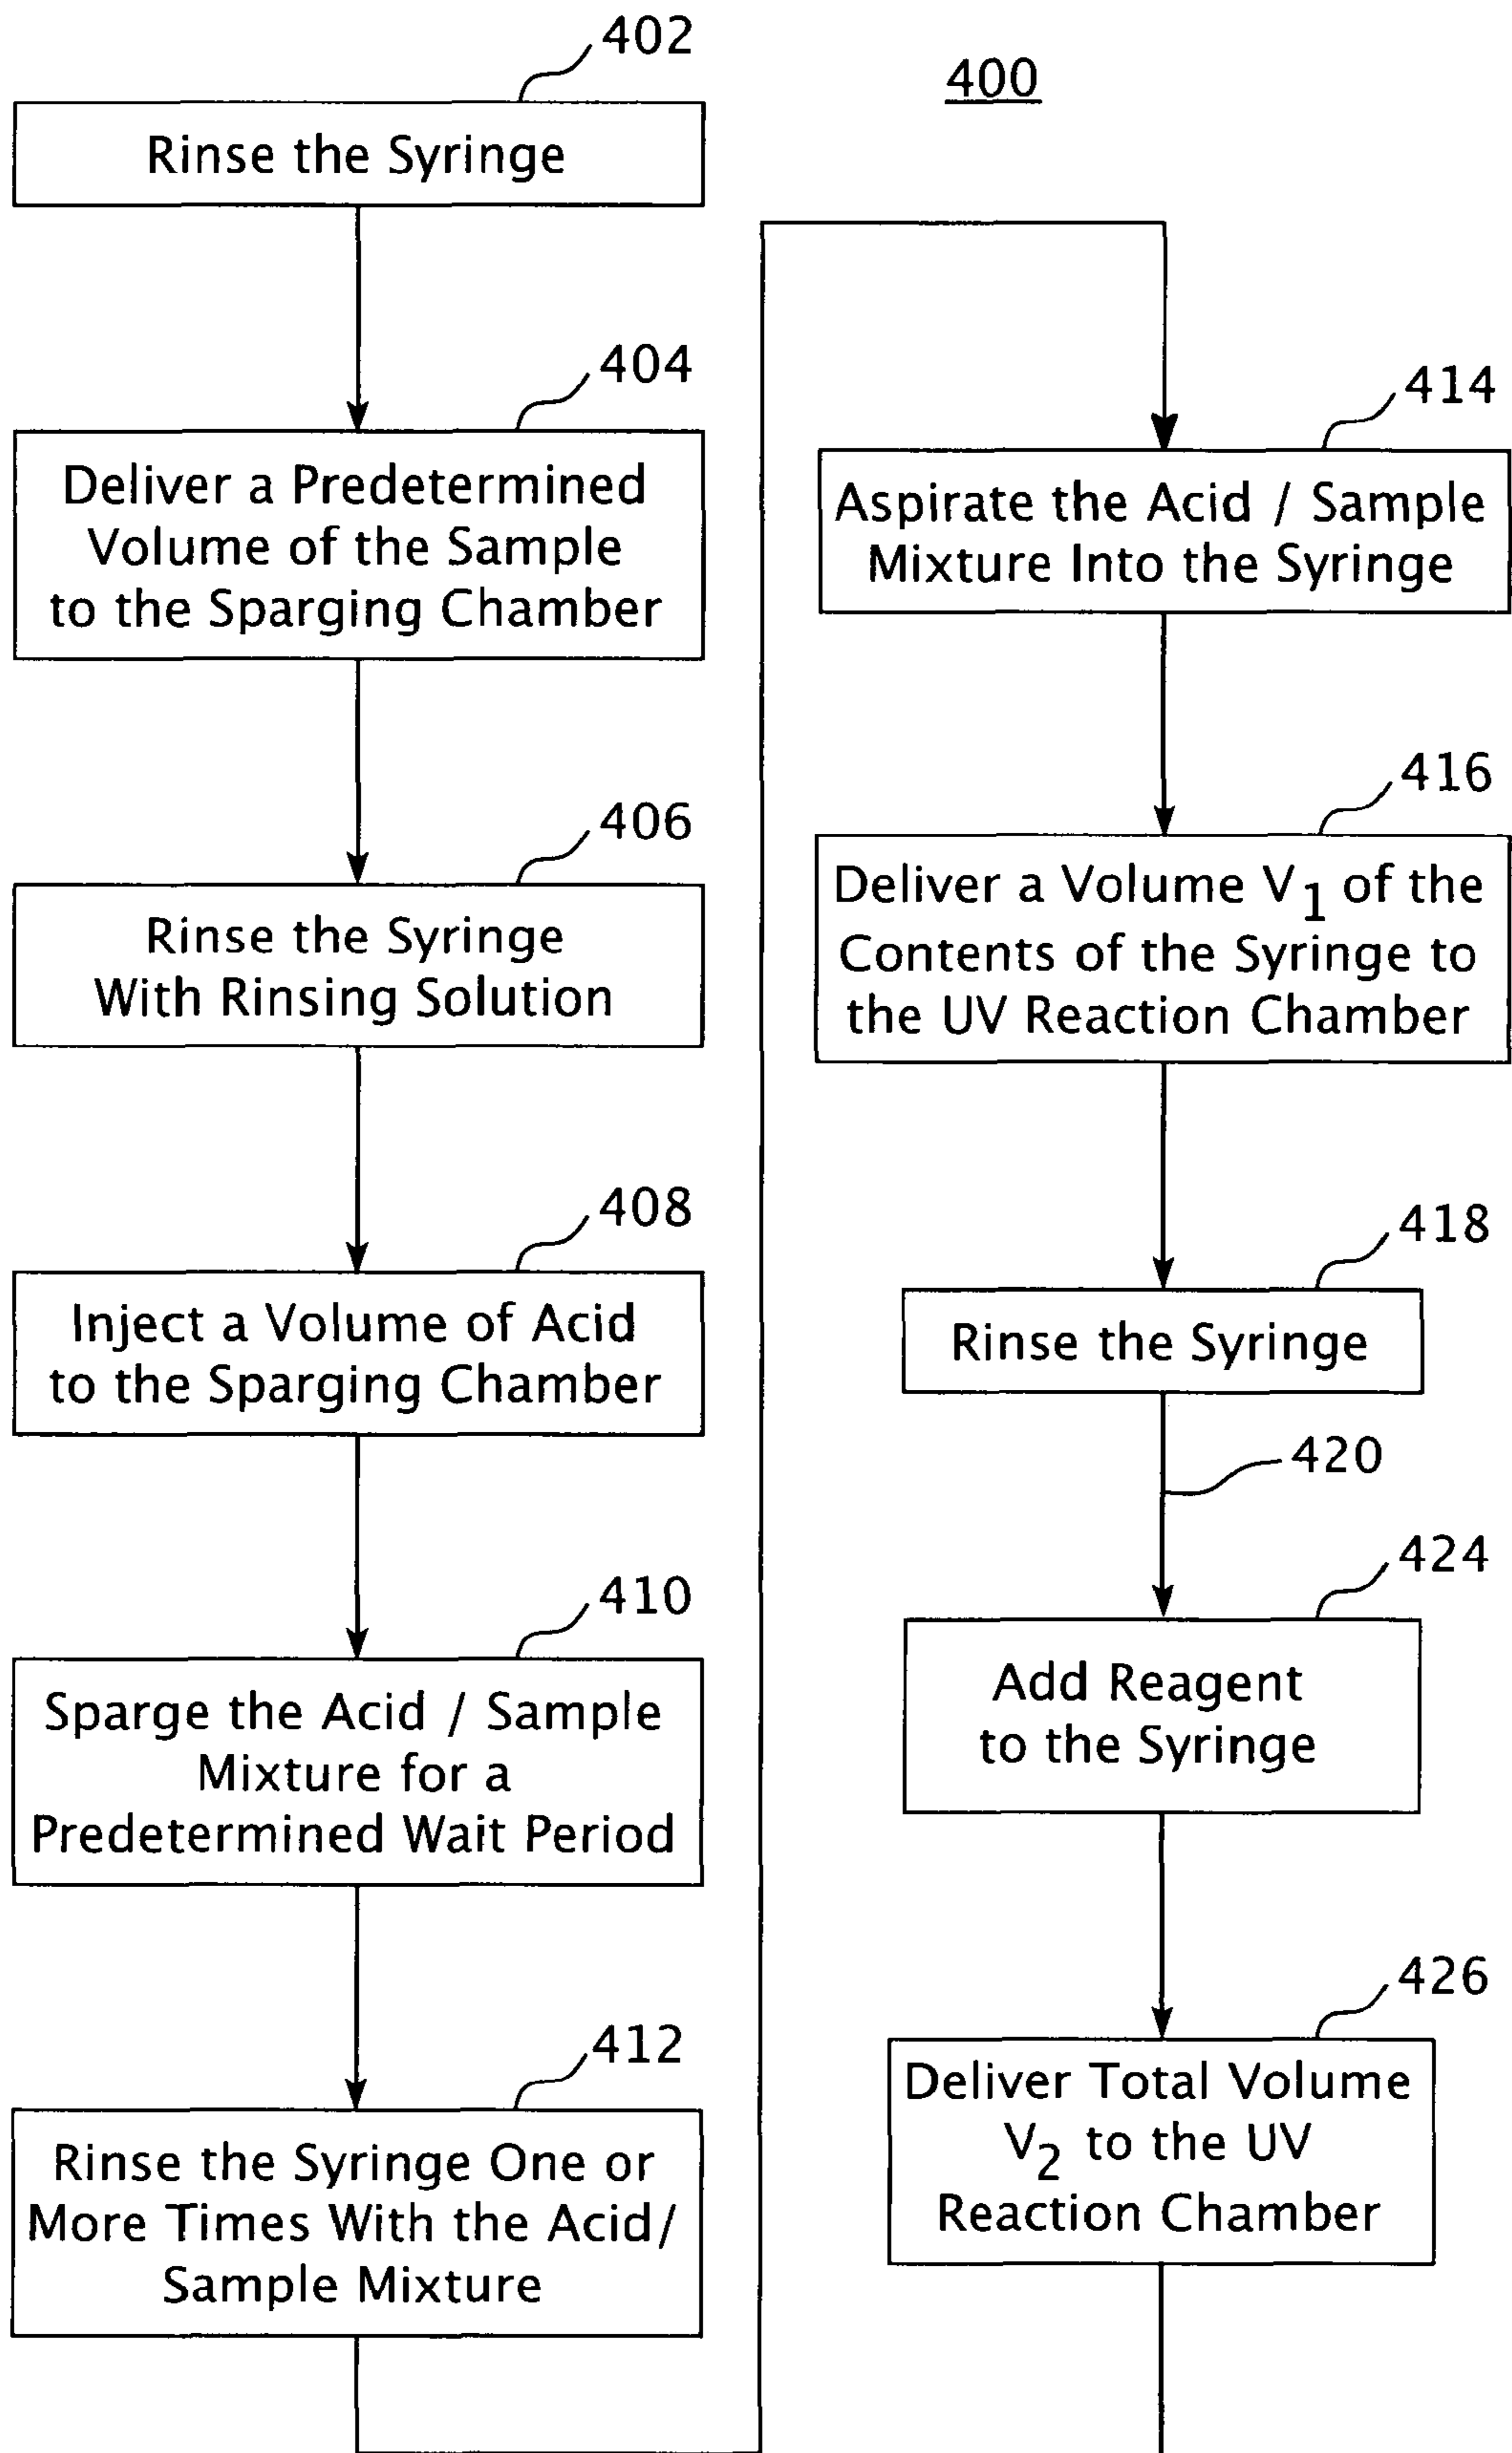 402
400
Rinse the Syringe
404
Deliver a Predetermined
Volume of the Sample
to the Sparging Chamber
406
Rinse the Syringe
With Rinsing Solution
408
Inject a Volume of Acid
to the Sparging Chamber
410
Sparge the Acid / Sample
Mixture for a
Predetermined Wait Period
412
Rinse the Syringe One or
More Times With the Acid/
Sample Mixture
414
Aspirate the Acid / Sample
Mixture Into the Syringe
416
Deliver a Volume V1 of the
Contents of the Syringe to
the UV Reaction Chamber
418
Rinse the Syringe
420
424
Add Reagent
to the Syringe
426
Deliver Total Volume
V2 to the UV
Reaction Chamber